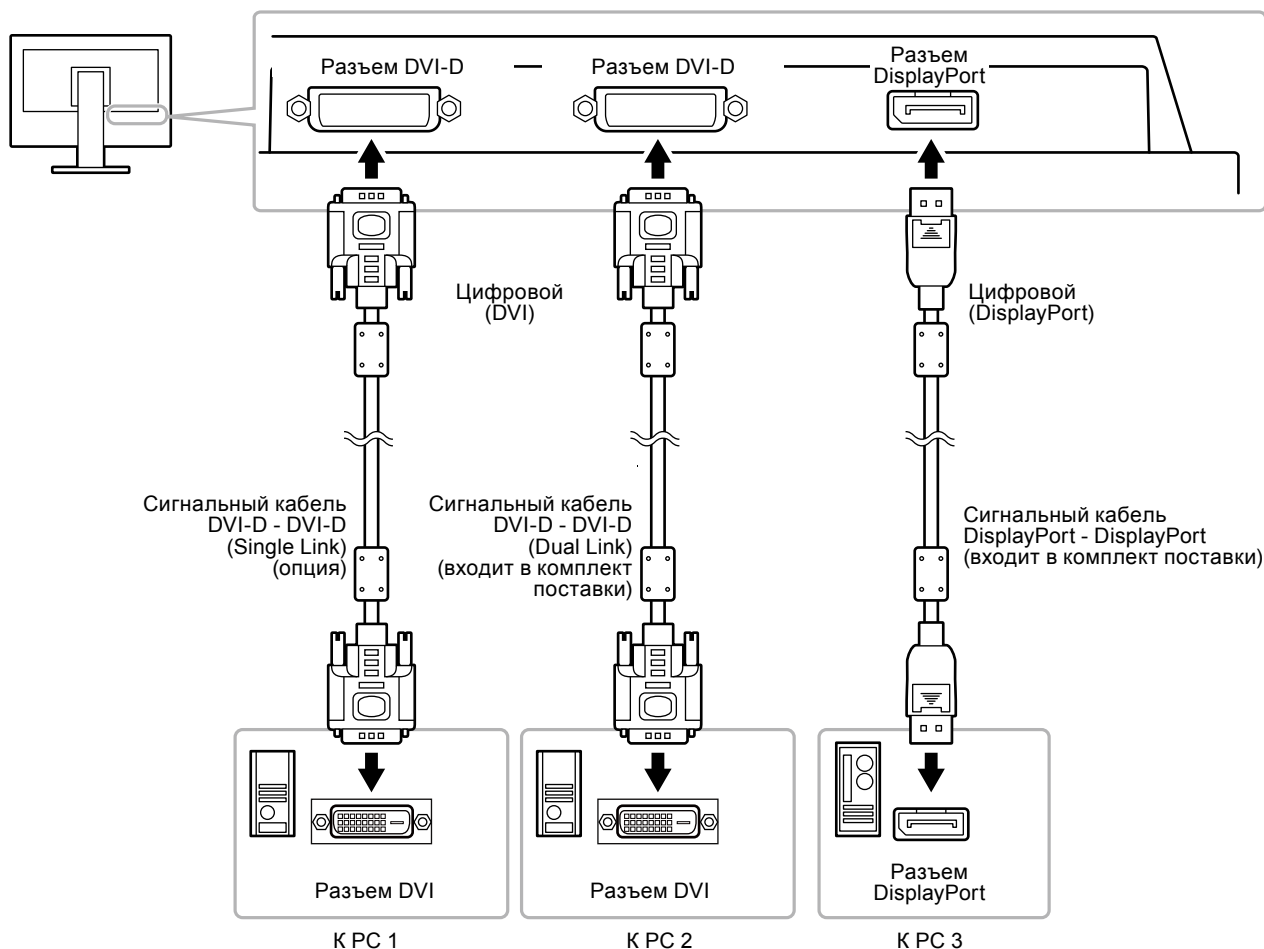 Разъем DVI-D
Разъем DVI-D
Разъем
DisplayPort
Цифровой
(DVI)
Цифровой
(DisplayPort)
Сигнальный кабель
DVI-D - DVI-D
(Single Link)
(опция)
Сигнальный кабель
DVI-D - DVI-D
(Dual Link)
(входит в комплект
поставки)
Сигнальный кабель
DisplayPort - DisplayPort
(входит в комплект поставки)
Разъем DVI
Разъем DVI
Разъем
DisplayPort
К PC 1
К PC 2
К PC 3